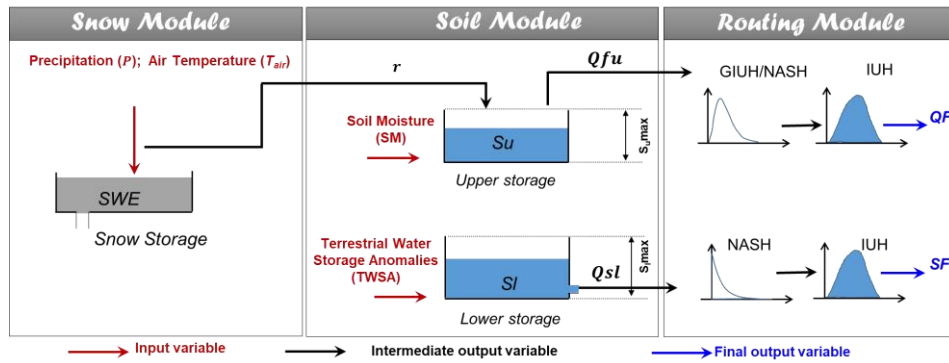 Snow Module
Soil Module
Routing Module
Precipitation (P); Air Temperature (Tair)
r
Qfu
GIUH/NASH
IUH
Soil Moisture
(SM)
Su
Sumax
QF
Upper storage
SWE
Snow Storage
Terrestrial Water
Storage Anomalies
(TWSA)
Sl
Qsl
Slmax
NASH
IUH
SF
Lower storage
Input variable
Intermediate output variable
Final output variable